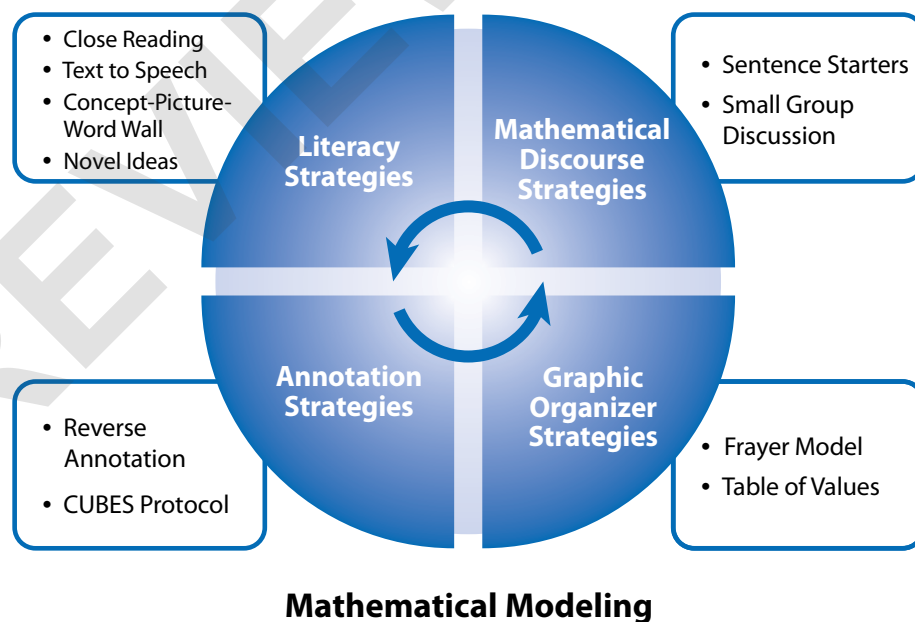 • Close Reading
• Text to Speech
• Concept-Picture-
Word Wall
• Novel Ideas
Literacy
Strategies
Mathematical
Discourse
Strategies
• Sentence Starters
• Small Group
Discussion
• Reverse
Annotation
• CUBES Protocol
Annotation
Strategies
Graphic
Organizer
Strategies
• Frayer Model
• Table of Values
Mathematical Modeling